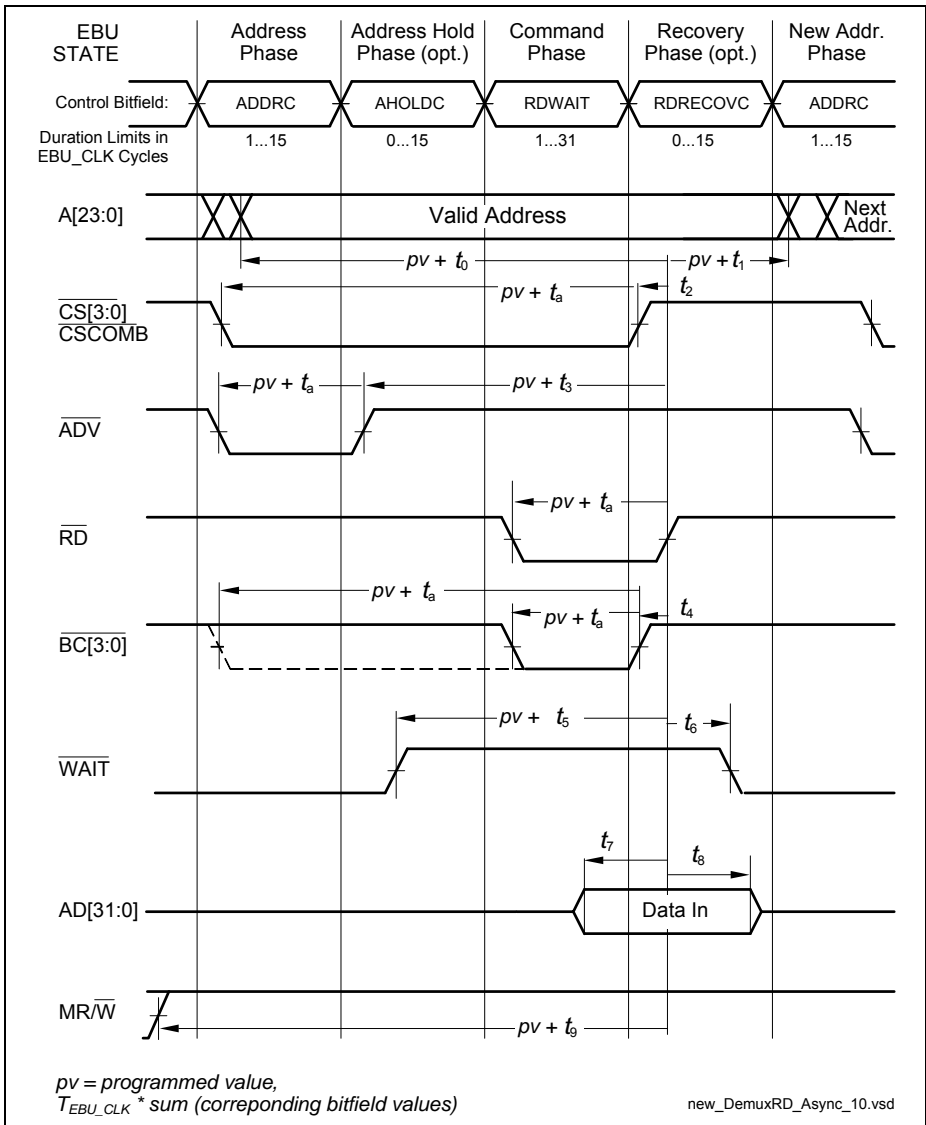 EBU STATE
Address Phase
Address Hold Phase (opt.)
Command Phase
Recovery Phase (opt.)
New Addr. Phase
Control Bitfield:
ADDRC
AHOLDC
RDWAIT
RDRECOVC
ADDRC
Duration Limits in EBU_CLK Cycles
1...15
0...15
1...31
0...15
1...15
A[23:0]
Valid Address
Next Addr.
pv + t0
pv + t1
pv + ta
t2
CS[3:0]
CSCOMB
pv + ta
pv + t3
ADV
pv + ta
RD
pv + ta
pv + ta
t4
BC[3:0]
pv + t5
t6
WAIT
t7
t8
AD[31:0]
Data In
MR/W
pv + t9
pv = programmed value,
TEBU_CLK * sum (correponding bitfield values)
new_DemuxRD_Async_10.vsd